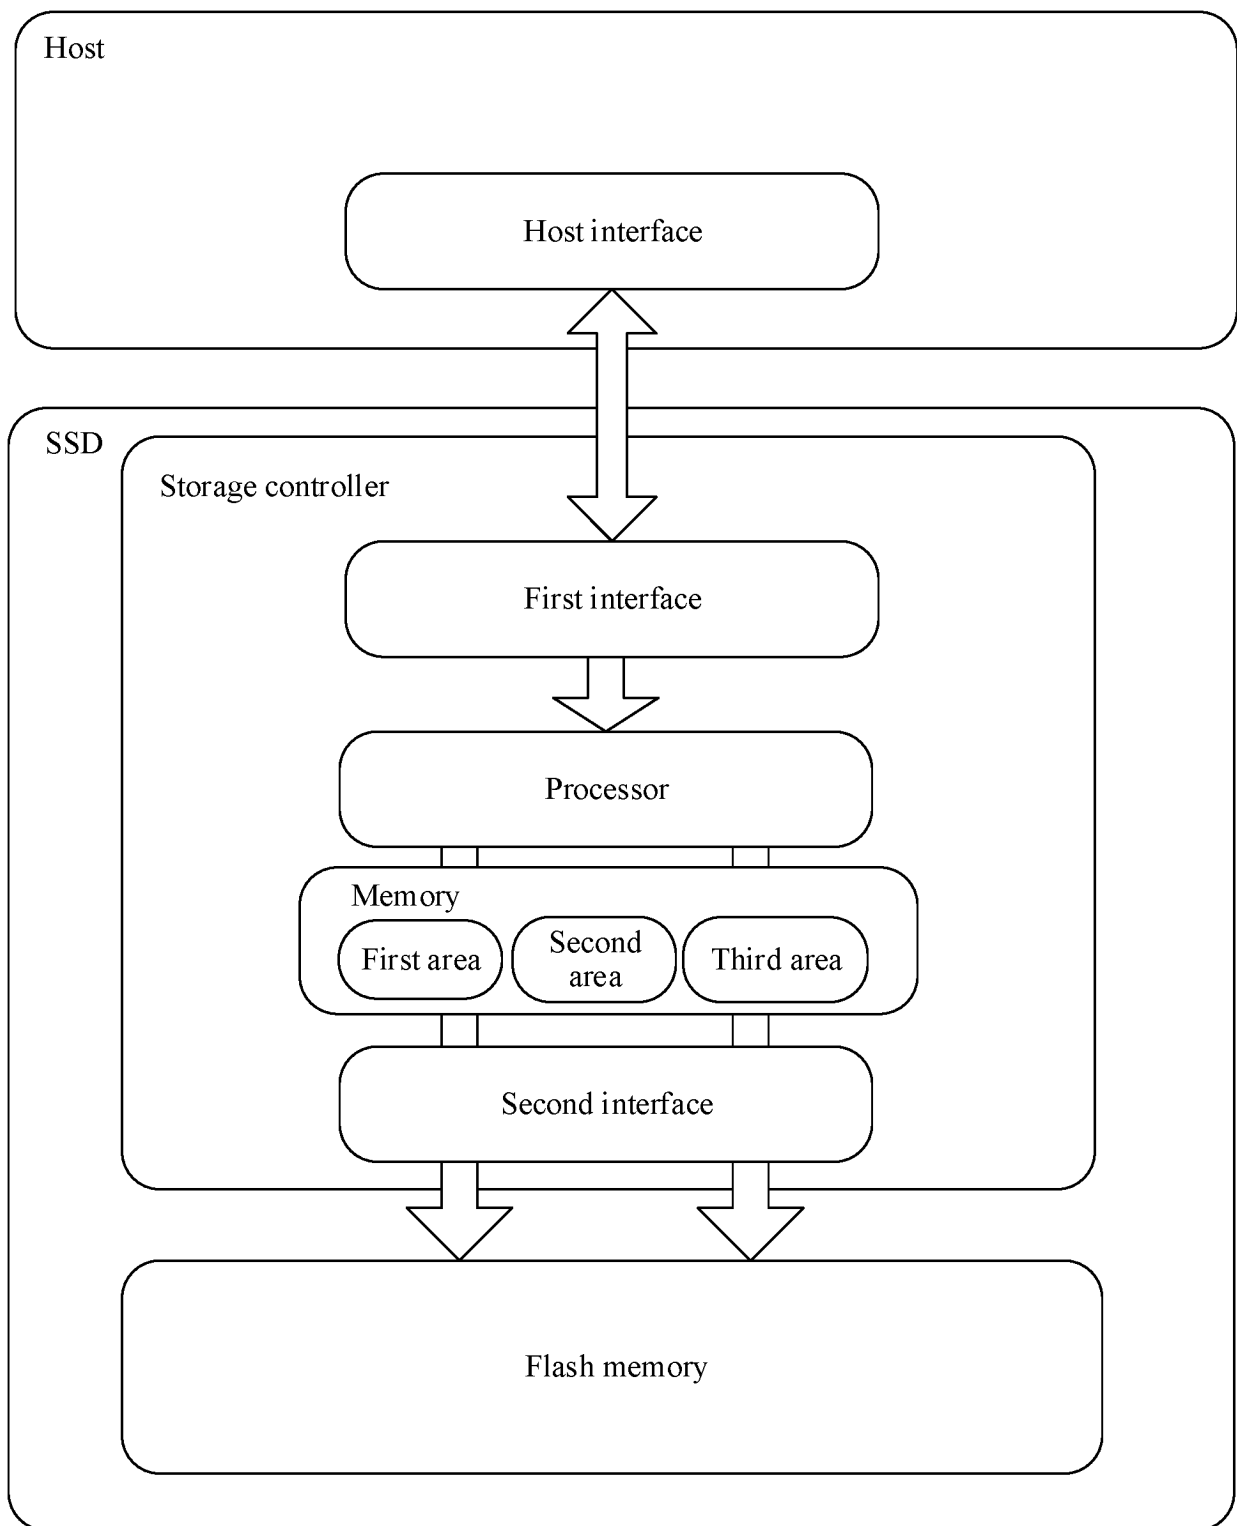 Host
Host interface
SSD
Storage controller
First interface
Processor
Memory
First area
Second
area
Third area
Second interface
Flash memory